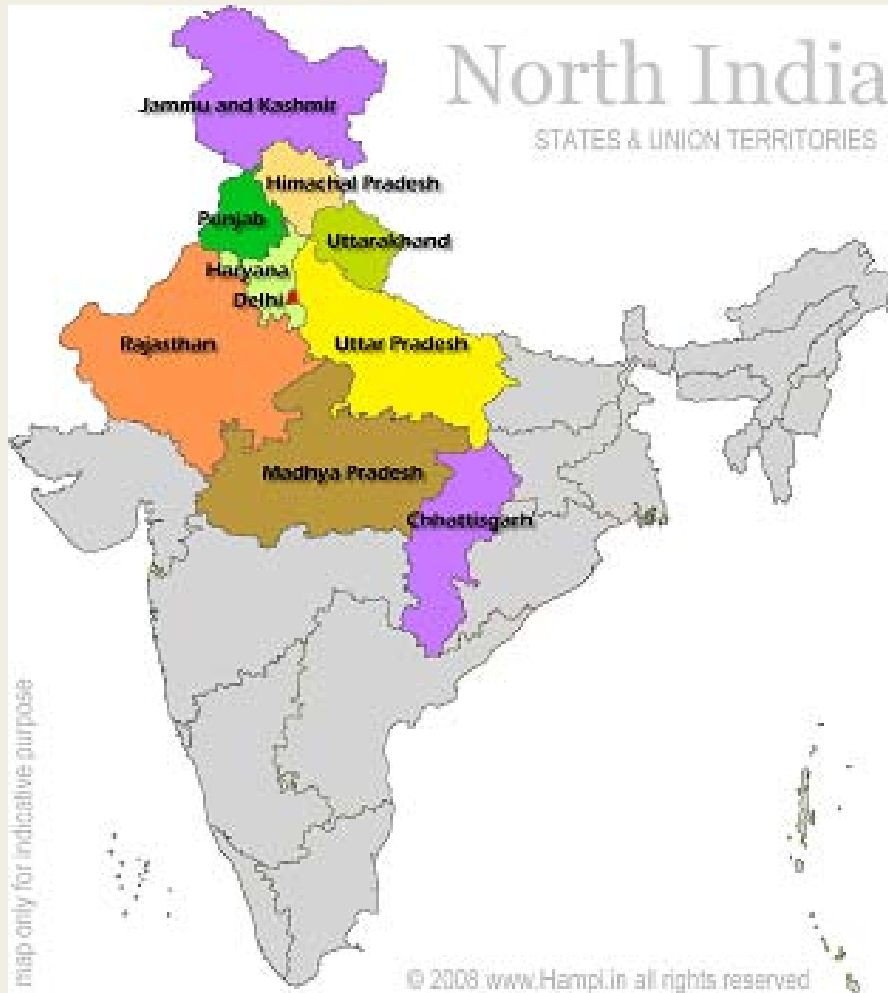 North India
STATES & UNION TERRITORIES
Jammu and Kashmir
Himachal Pradesh
Punjab
Uttarakhand
Haryana
Delhi
Rajasthan
Uttar Pradesh
Madhya Pradesh
Chhattisgarh
map only for indicative purpose
© 2008 www.Hampi.in all rights reserved